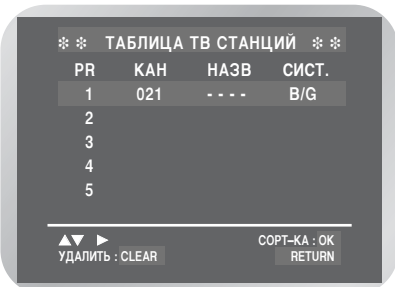 ❇ ❇ ТАБЛИЦА ТВ СТАНЦИЙ ❇ ❇
PR КАН НАЗВ СИСТ.
1 021 - - - - B/G
2
3
4
5
▲▼ ► СОРТ–КА : OK
УДАЛИТЬ : CLEAR RETURN